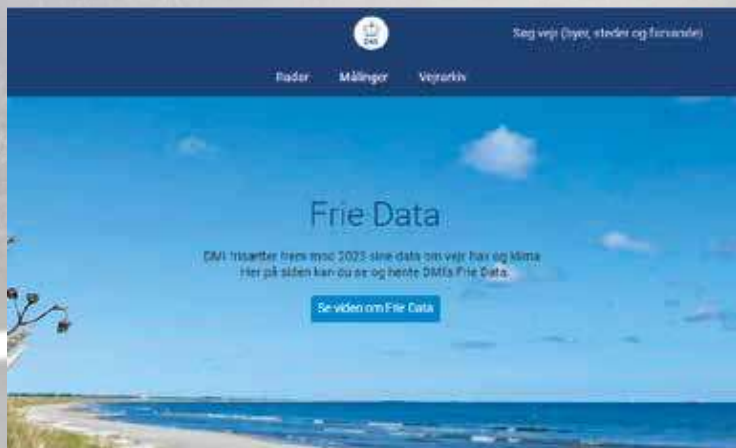 DMI
Søg vejr (byer, steder og farvande)
Radar Målinger Vejrarkiv
Frie Data
DMI frisætter frem mod 2023 sine data om vejr hav og klima
Her på siden kan du se og hente DMIs Frie Data.
Se video om Frie Data